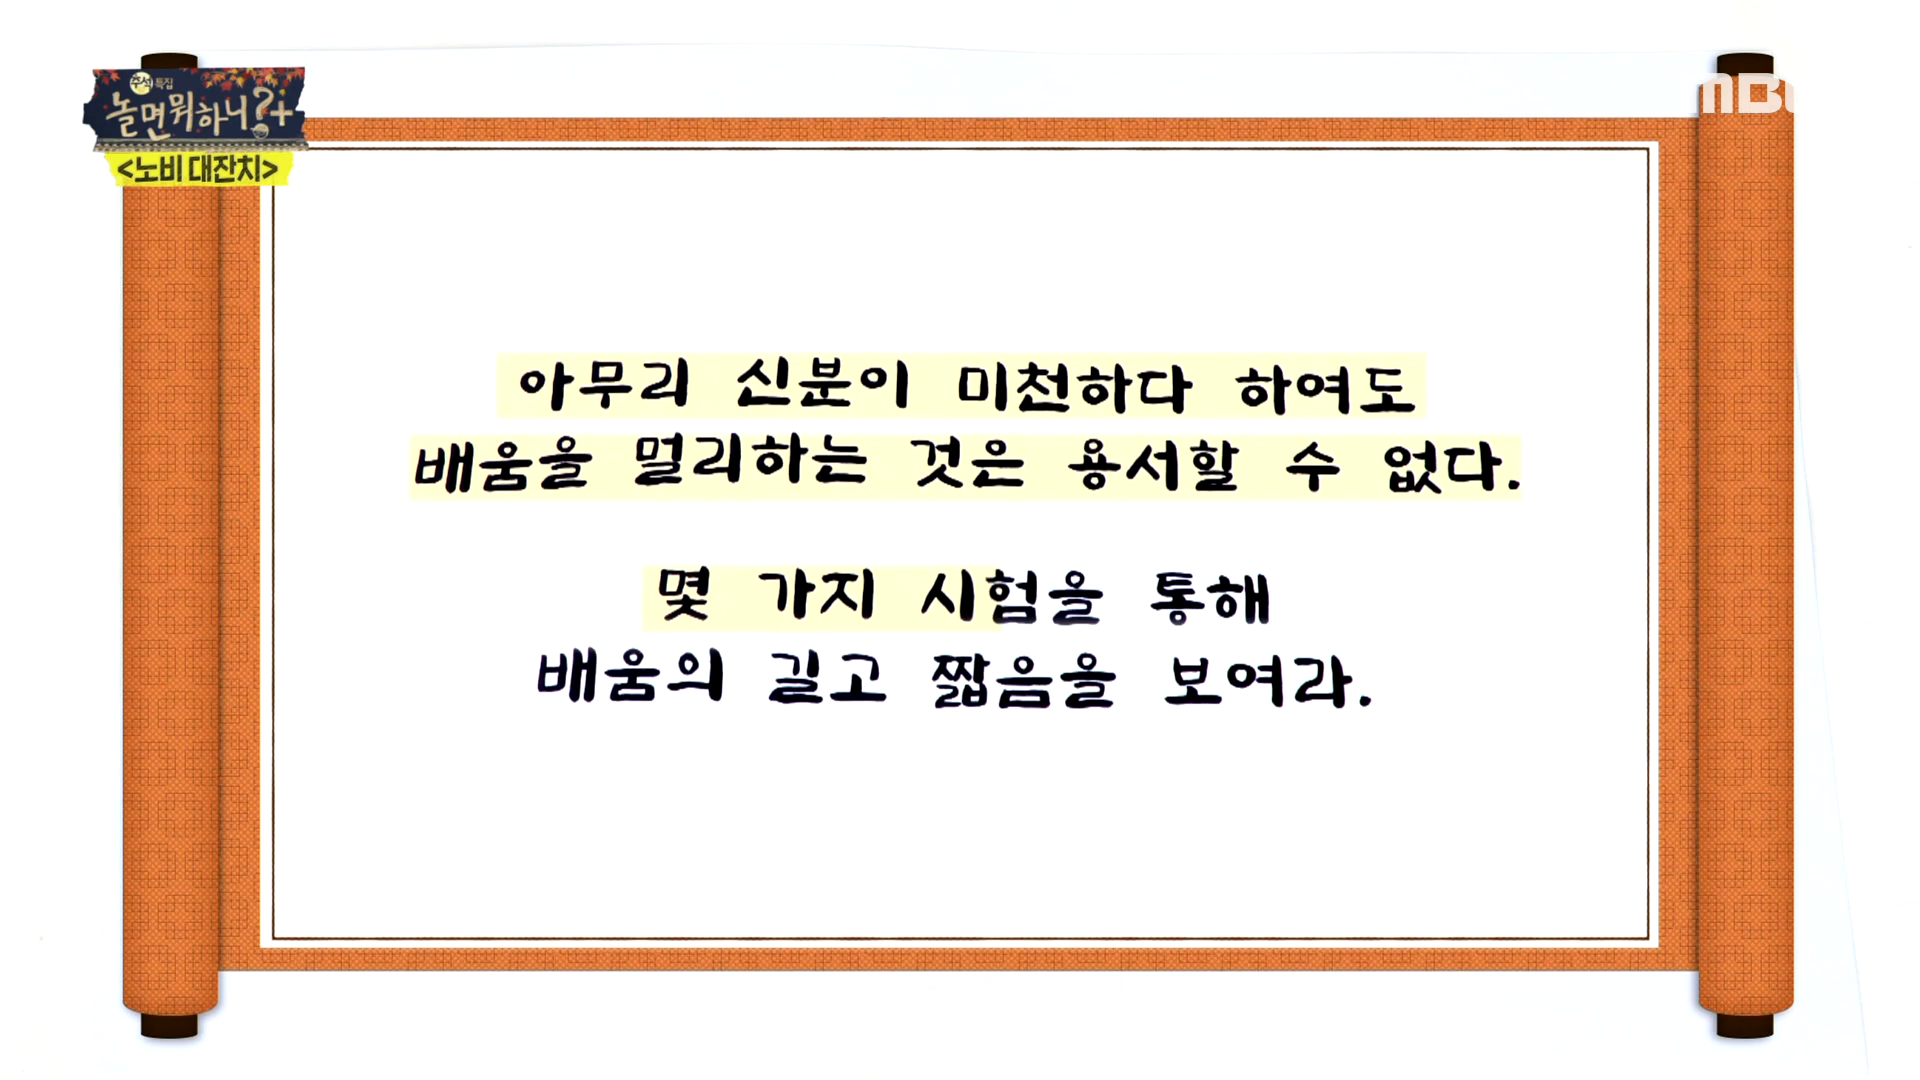 추석특집
놀면뭐하니?+
<노비 대잔치>
MBC
아무리 신분이 미천하다 하여도
배움을 멀리하는 것은 용서할 수 없다.
몇 가지 시험을 통해
배움의 길고 짧음을 보여라.